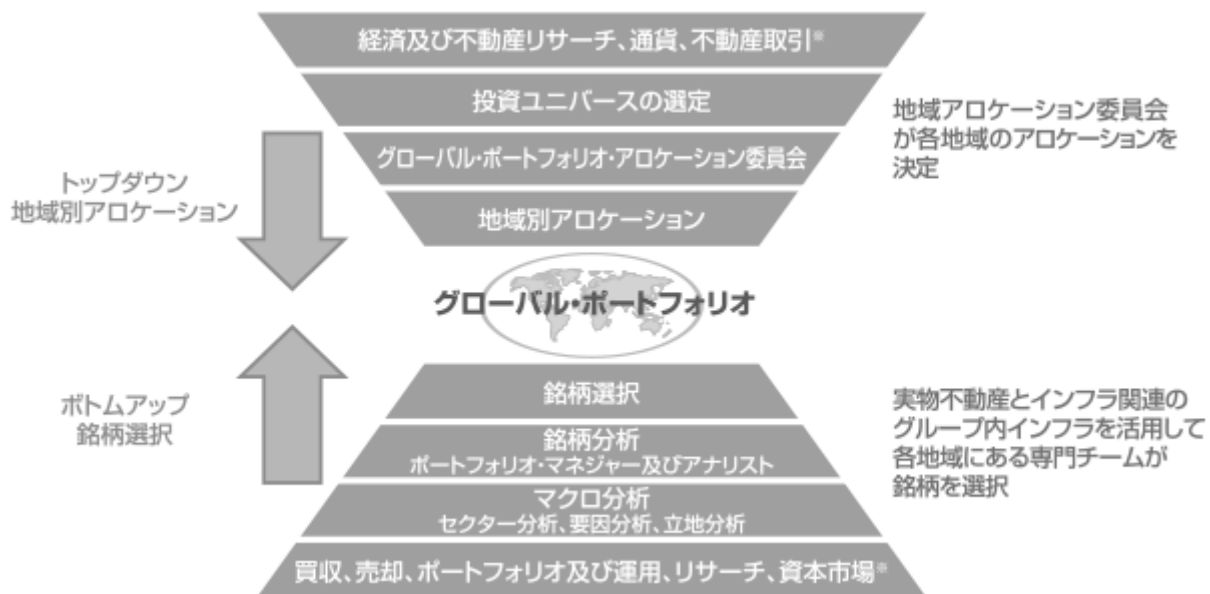 経済及び不動産リサーチ、通貨、不動産取引※
投資ユニバースの選定
グローバル・ポートフォリオ・アロケーション委員会
地域別アロケーション
トップダウン
地域別アロケーション
地域アロケーション委員会
が各地域のアロケーションを
決定
グローバル・ポートフォリオ
ボトムアップ
銘柄選択
銘柄選択
銘柄分析
ポートフォリオ・マネジャー及びアナリスト
マクロ分析
セクター分析、要因分析、立地分析
買収、売却、ポートフォリオ及び運用、リサーチ、資本市場※
実物不動産とインフラ関連の
グループ内インフラを活用して
各地域にある専門チームが
銘柄を選択